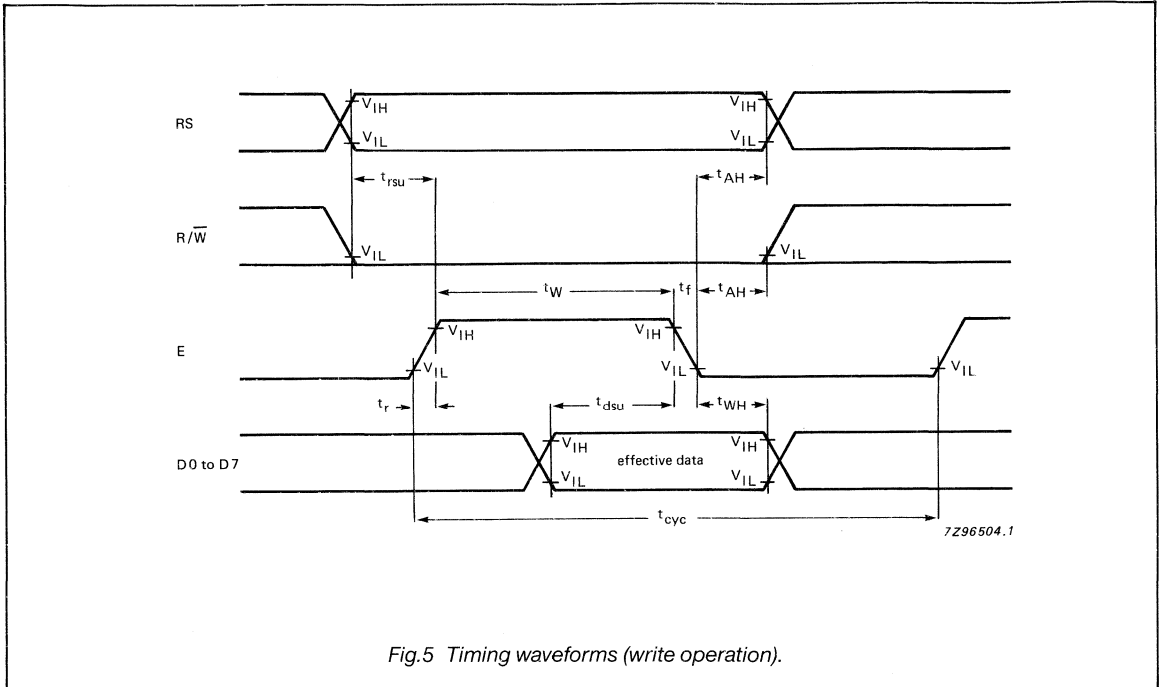 RS
V_IH
V_IL
V_IH
V_IL
t_rsu
t_AH
R/W̅
V_IL
V_IL
t_W
t_f
t_AH
E
V_IH
V_IL
V_IH
V_IL
V_IL
t_r
t_dsu
t_WH
D0 to D7
V_IH
V_IL
effective data
V_IH
V_IL
t_cyc
7Z96504.1
Fig.5 Timing waveforms (write operation).